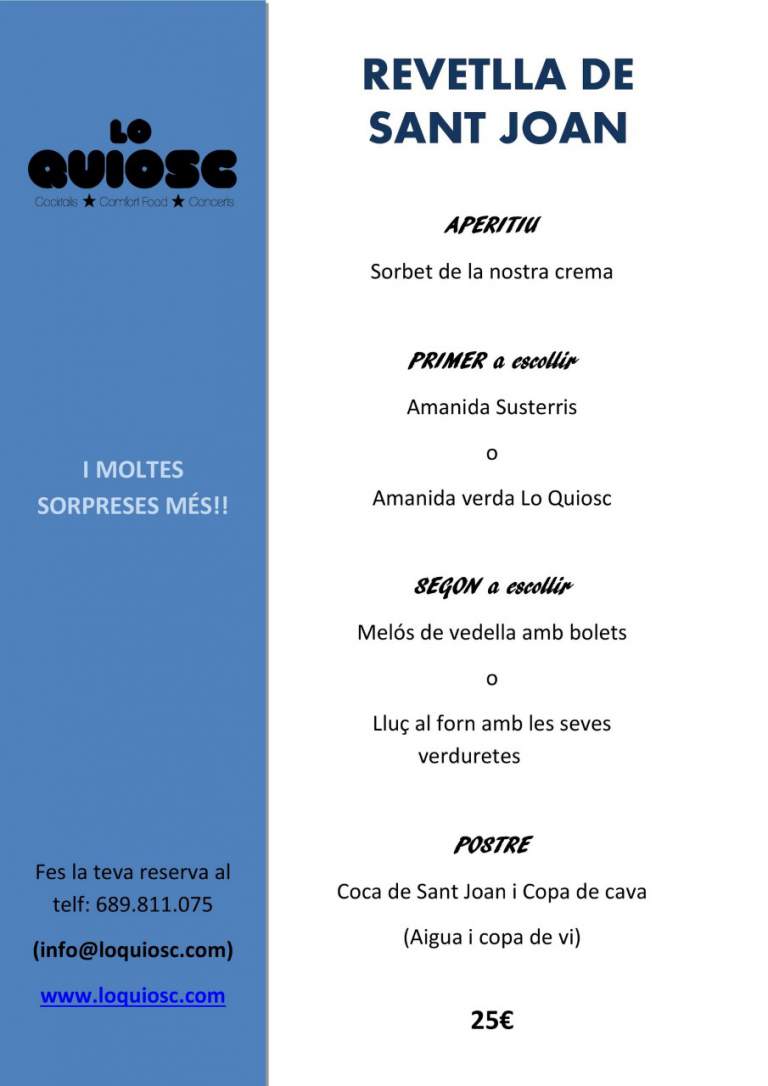 LO
QUIOSC
Cocktails ★ Comfort Food ★ Concerts
I MOLTES
SORPRESES MÉS!!
Fes la teva reserva al
telf: 689.811.075
(info@loquiosc.com)
www.loquiosc.com
REVETLLA DE
SANT JOAN
APERITIU
Sorbet de la nostra crema
PRIMER a escollir
Amanida Susterris
o
Amanida verda Lo Quiosc
SEGON a escollir
Melós de vedella amb bolets
o
Lluç al forn amb les seves
verduretes
POSTRE
Coca de Sant Joan i Copa de cava
(Aigua i copa de vi)
25€